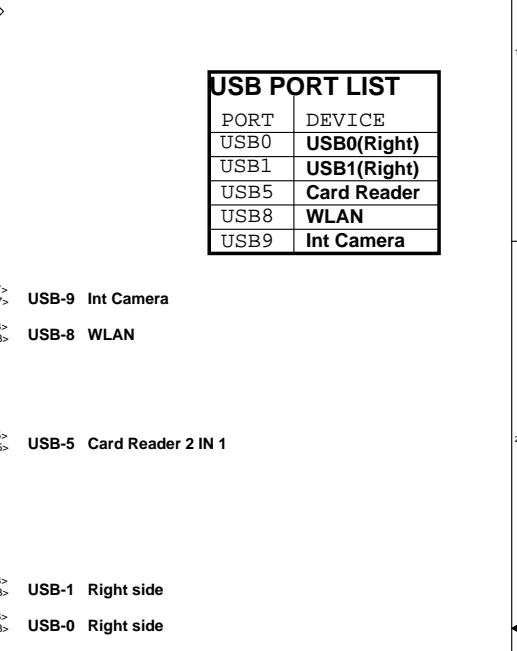 USB PORT LIST
PORT DEVICE
USB0 USB0(Right)
USB1 USB1(Right)
USB5 Card Reader
USB8 WLAN
USB9 Int Camera
USB-9 Int Camera
USB-8 WLAN
USB-5 Card Reader 2 IN 1
USB-1 Right side
USB-0 Right side